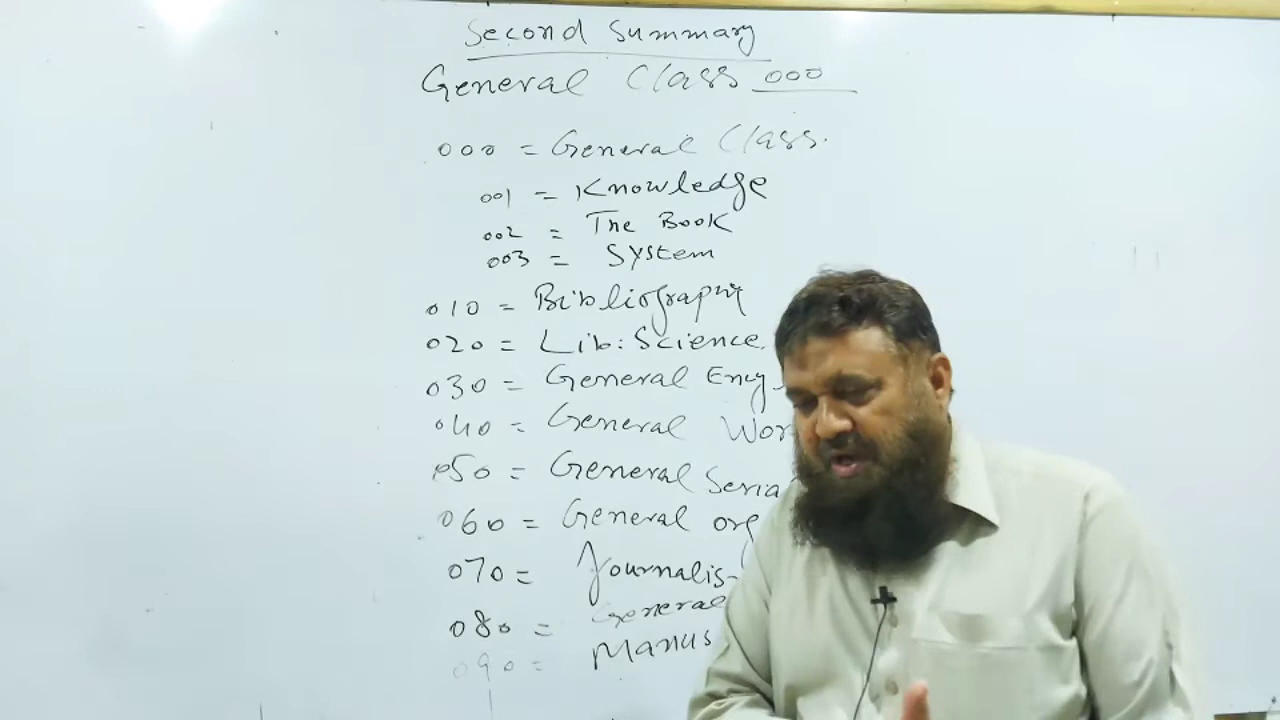 Second Summary
General Class 000
000 = General Class.
001 = Knowledge
002 = The Book
003 = System
010 = Bibliography
020 = Lib: Science.
030 = General Ency
040 = General Wor
050 = General Seria
060 = General org
070 = Journalis
080 = General
090 = Manus